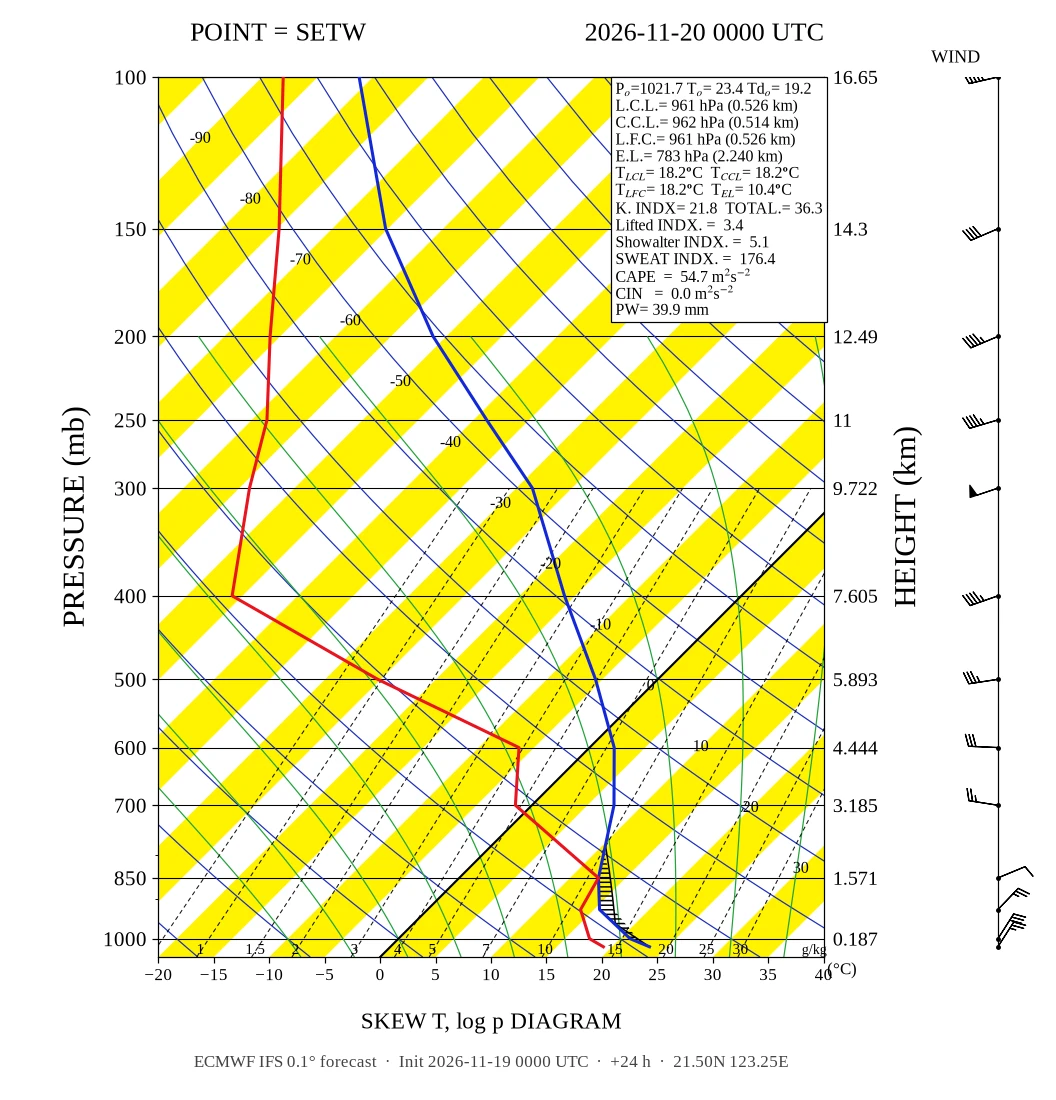 POINT = SETW 2026-11-20 0000 UTC
WIND
Pₒ=1021.7 Tₒ= 23.4 Tdₒ= 19.2
L.C.L.= 961 hPa (0.526 km)
C.C.L.= 962 hPa (0.514 km)
L.F.C.= 961 hPa (0.526 km)
E.L.= 783 hPa (2.240 km)
T_LCL= 18.2°C T_CCL= 18.2°C
T_LFC= 18.2°C T_EL= 10.4°C
K. INDX= 21.8 TOTAL.= 36.3
Lifted INDX. = 3.4
Showalter INDX. = 5.1
SWEAT INDX. = 176.4
CAPE = 54.7 m²s⁻²
CIN = 0.0 m²s⁻²
PW= 39.9 mm
100 16.65
-90
-80
150 14.3
-70
-60
200 12.49
-50
250 11
-40
300 9.722
-30
-20
400 7.605
-10
500 5.893
0
600 4.444
10
700 3.185
20
850 1.571
30
1000 0.187
PRESSURE (mb)
HEIGHT (km)
1 1.5 2 3 4 5 7 10 15 20 25 30 g/kg
−20 −15 −10 −5 0 5 10 15 20 25 30 35 40 (°C)
SKEW T, log p DIAGRAM
ECMWF IFS 0.1° forecast · Init 2026-11-19 0000 UTC · +24 h · 21.50N 123.25E